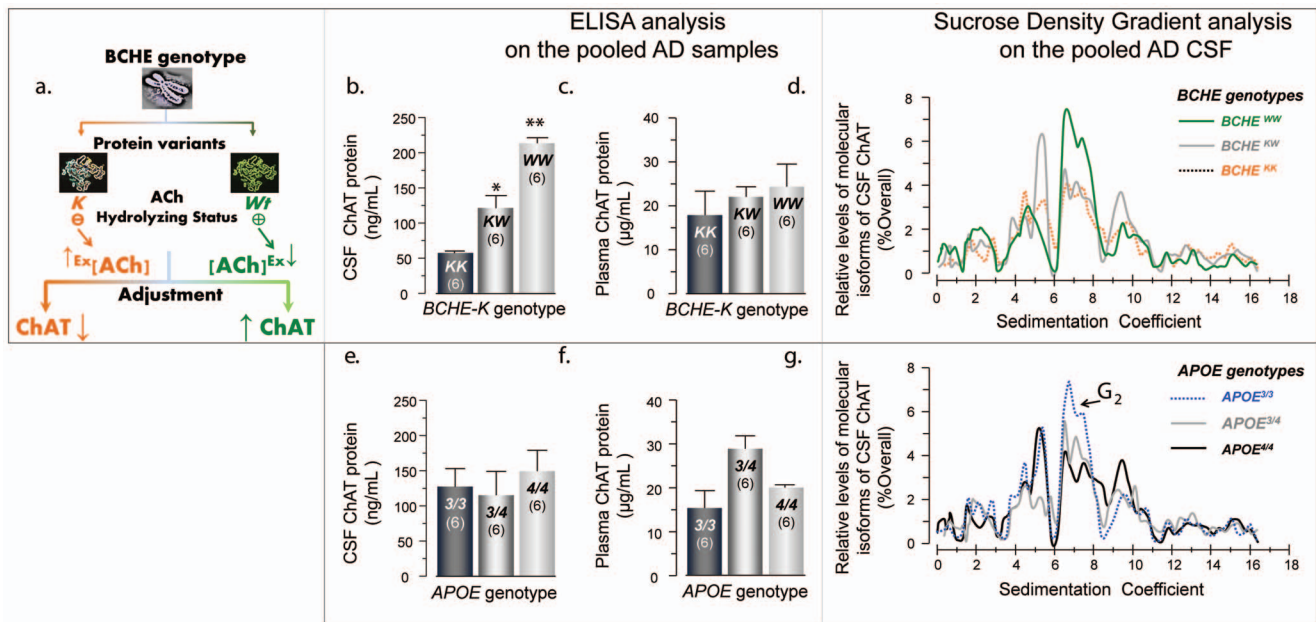 ELISA analysis
on the pooled AD samples
Sucrose Density Gradient analysis
on the pooled AD CSF
a.
BCHE genotype
Protein variants
K
⊖
ACh
Hydrolyzing Status
Wt
⊕
↑Ex[ACh]
[ACh]Ex↓
Adjustment
ChAT ↓
↑ ChAT
b.
CSF ChAT protein
(ng/mL)
250
200
150
100
50
0
KK
(6)
*
KW
(6)
**
WW
(6)
BCHE-K genotype
c.
Plasma ChAT protein
(µg/mL)
40
30
20
10
0
KK
(6)
KW
(6)
WW
(6)
BCHE-K genotype
d.
Relative levels of molecular
isoforms of CSF ChAT
(%Overall)
8
6
4
2
0
BCHE genotypes
BCHE WW
BCHE KW
BCHE KK
0 2 4 6 8 10 12 14 16 18
Sedimentation Coefficient
e.
CSF ChAT protein
(ng/mL)
250
200
150
100
50
0
3/3
(6)
3/4
(6)
4/4
(6)
APOE genotype
f.
Plasma ChAT protein
(µg/mL)
40
30
20
10
0
3/3
(6)
3/4
(6)
4/4
(6)
APOE genotype
g.
Relative levels of molecular
isoforms of CSF ChAT
(%Overall)
8
6
4
2
0
G2
APOE genotypes
APOE3/3
APOE3/4
APOE4/4
0 2 4 6 8 10 12 14 16 18
Sedimentation Coefficient